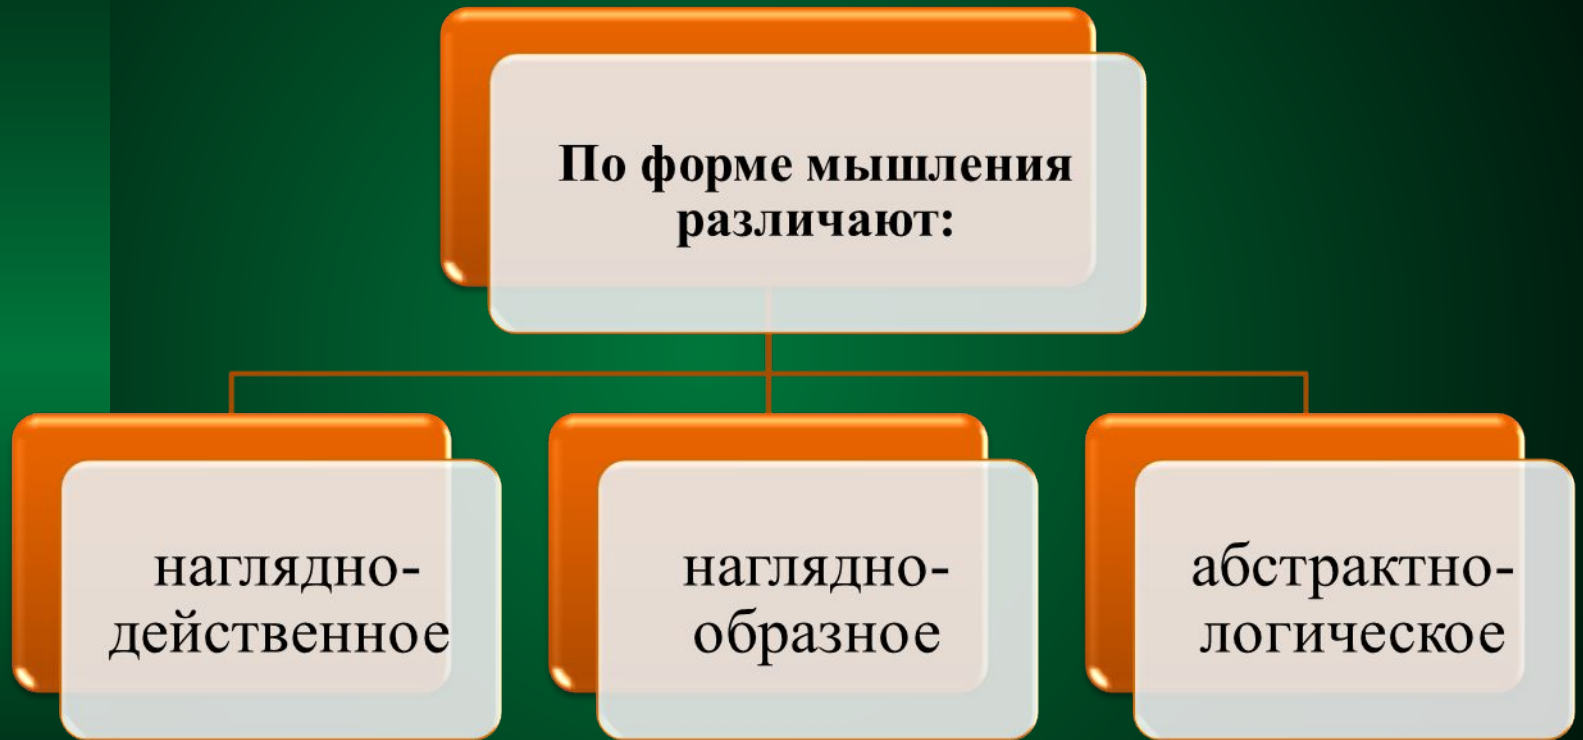 По форме мышления
различают:
наглядно-
действенное
наглядно-
образное
абстрактно-
логическое